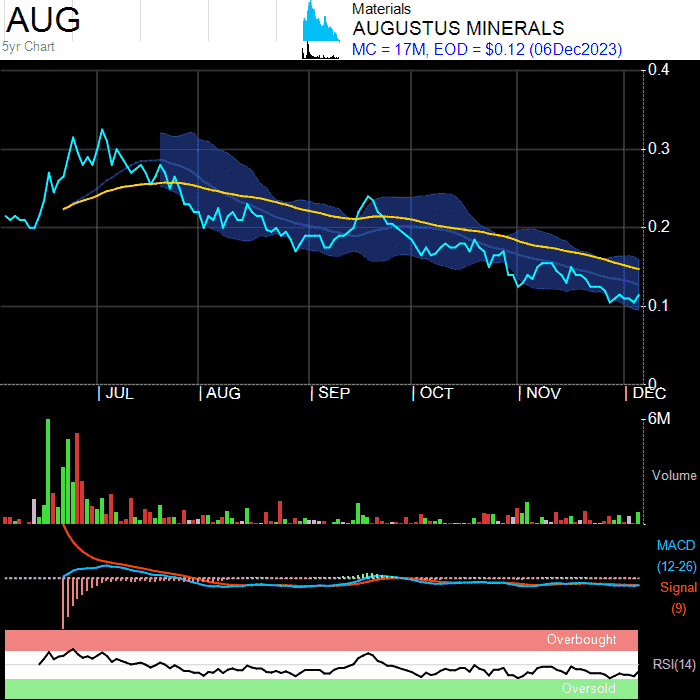 AUG
5yr Chart
Materials
AUGUSTUS MINERALS
MC = 17M, EOD = $0.12 (06Dec2023)
0.4
0.3
0.2
0.1
0
JUL AUG SEP OCT NOV DEC
6M
Volume
MACD
(12-26)
Signal
(9)
Overbought
RSI(14)
Oversold